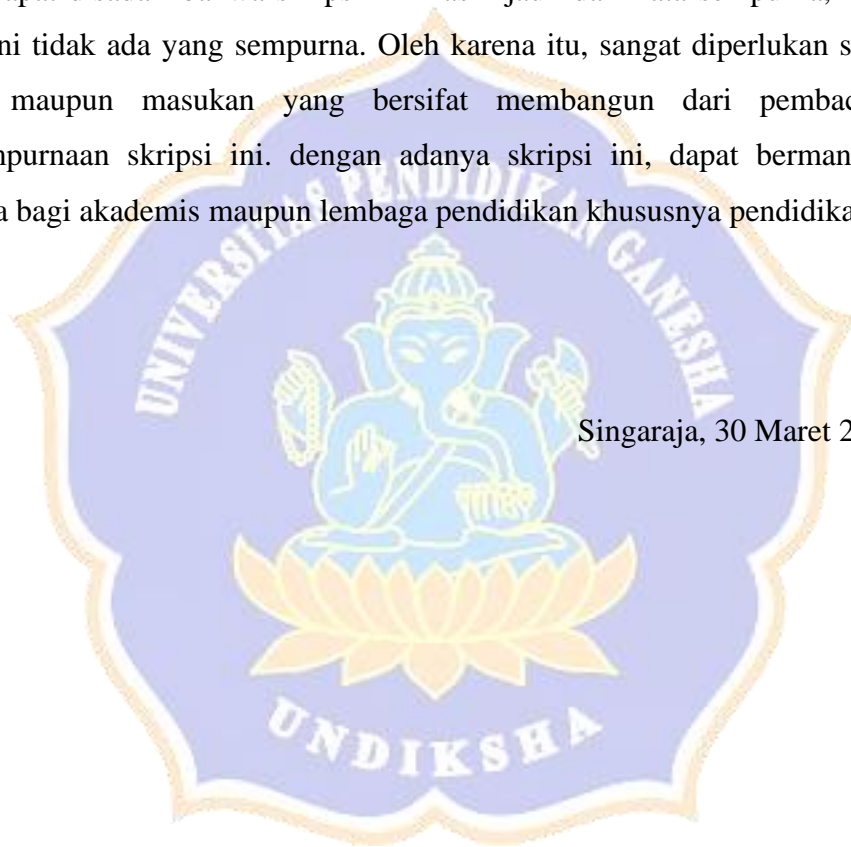 ni tidak ada yang sempurna. Oleh karena itu, sangat diperlukan s
maupun masukan yang bersifat membangun dari pembac
npurnaan skripsi ini. dengan adanya skripsi ini, dapat berman
a bagi akademis maupun lembaga pendidikan khususnya pendidika
UNIVERSITAS PENDIDIKAN GANESHA
Singaraja, 30 Maret 2
UNDIKSHA